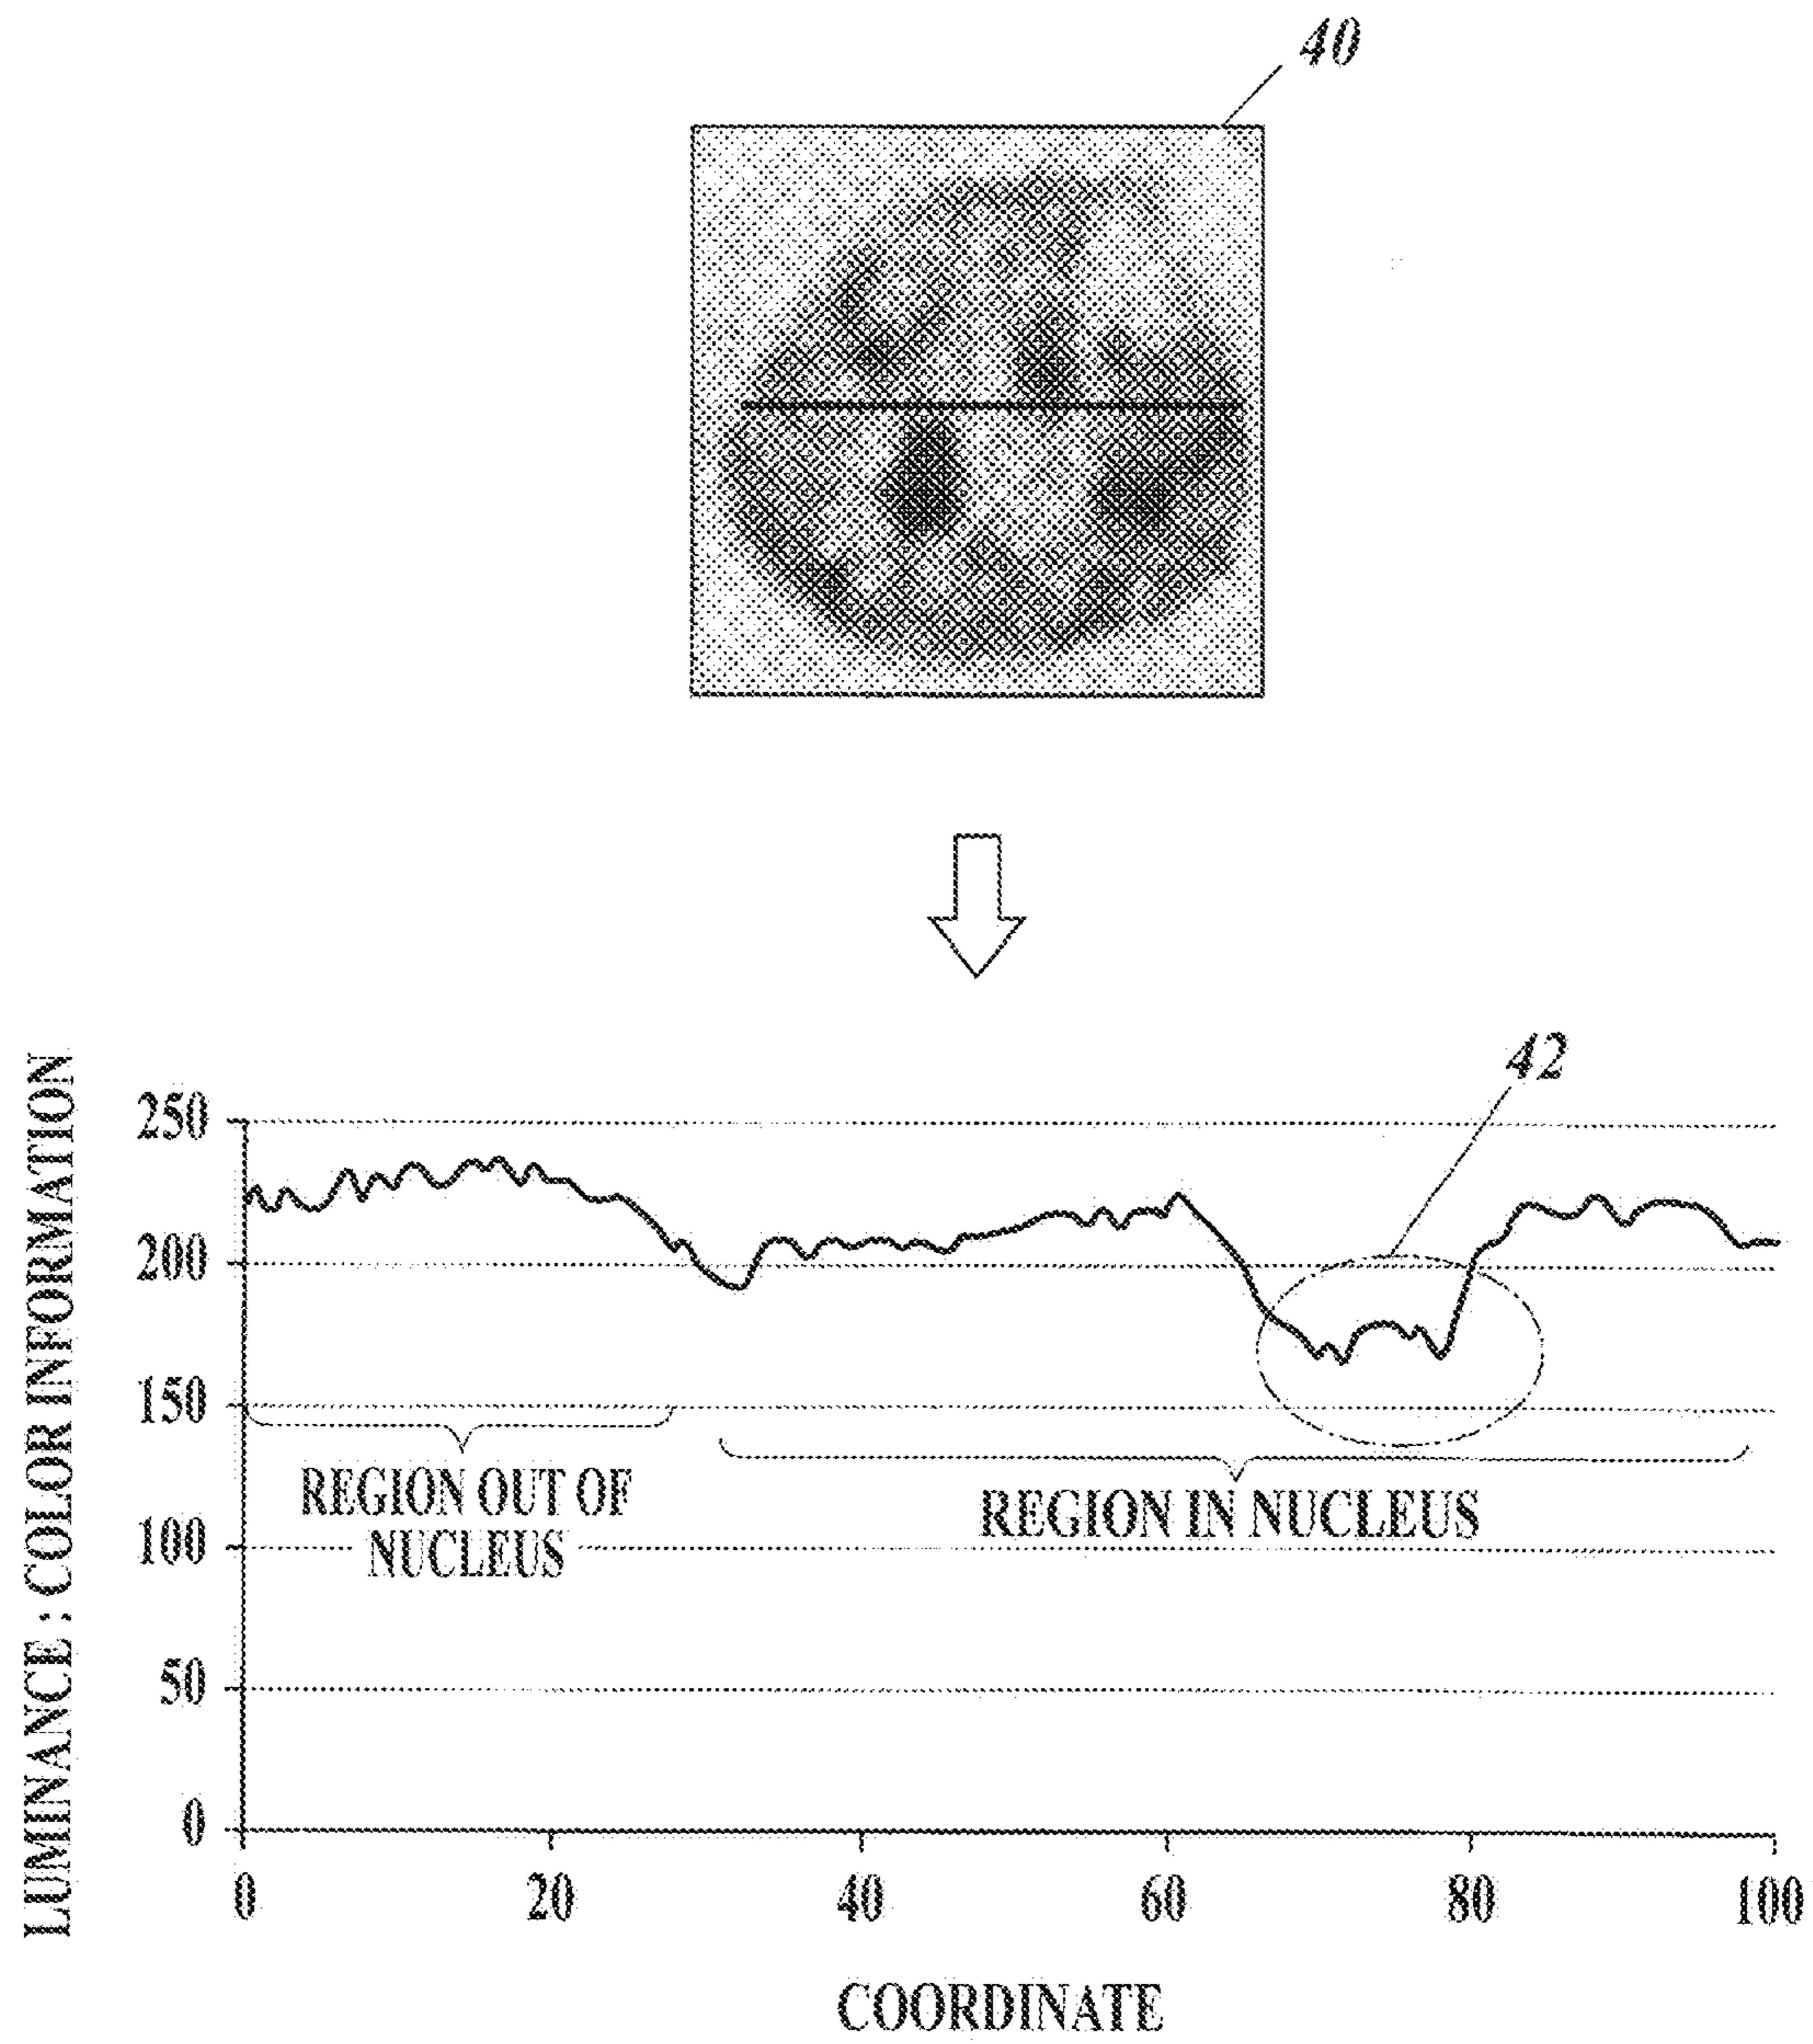 40
42
LUMINANCE : COLOR INFORMATION
250
200
150
100
50
0
REGION OUT OF
NUCLEUS
REGION IN NUCLEUS
0 20 40 60 80 100
COORDINATE